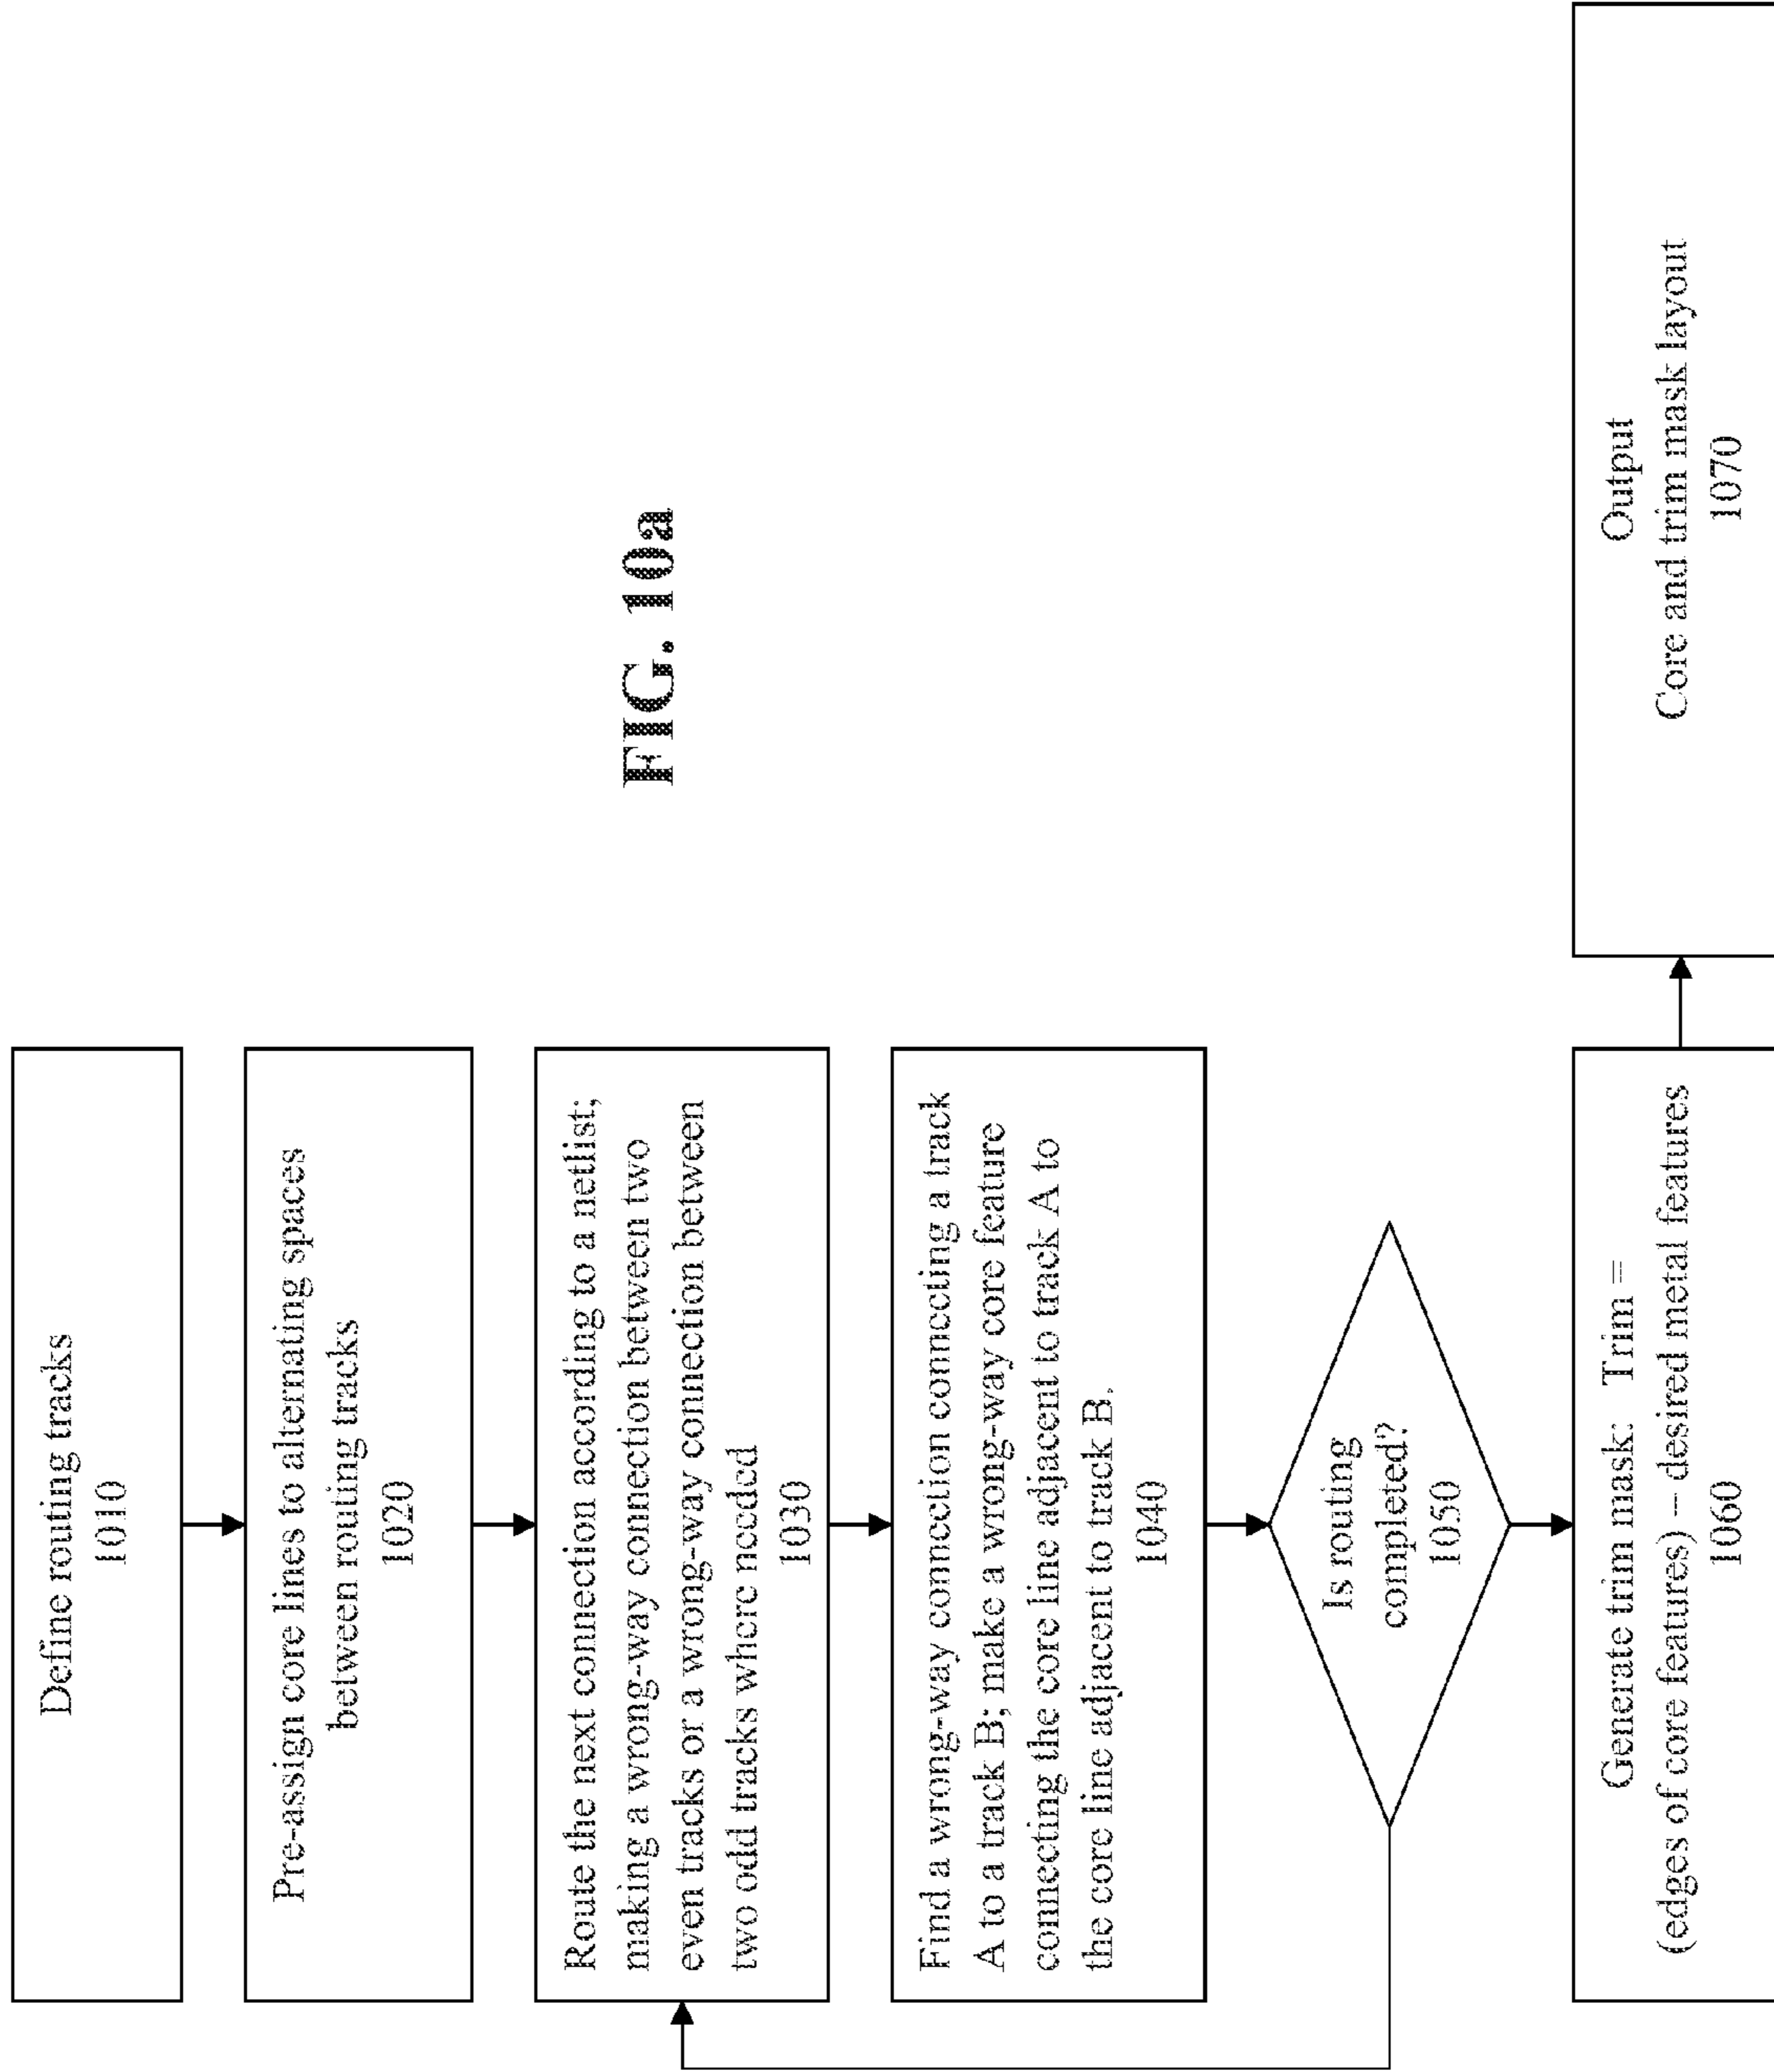 Define routing tracks
1010
Pre-assign core lines to alternating spaces
between routing tracks
1020
Route the next connection according to a netlist;
making a wrong-way connection between two
even tracks or a wrong-way connection between
two odd tracks where needed
1030
Find a wrong-way connection connecting a track
A to a track B; make a wrong-way core feature
connecting the core line adjacent to track A to
the core line adjacent to track B.
1040
Is routing
completed?
1050
Generate trim mask: Trim =
(edges of core features) – desired metal features
1060
Output
Core and trim mask layout
1070
FIG. 10a